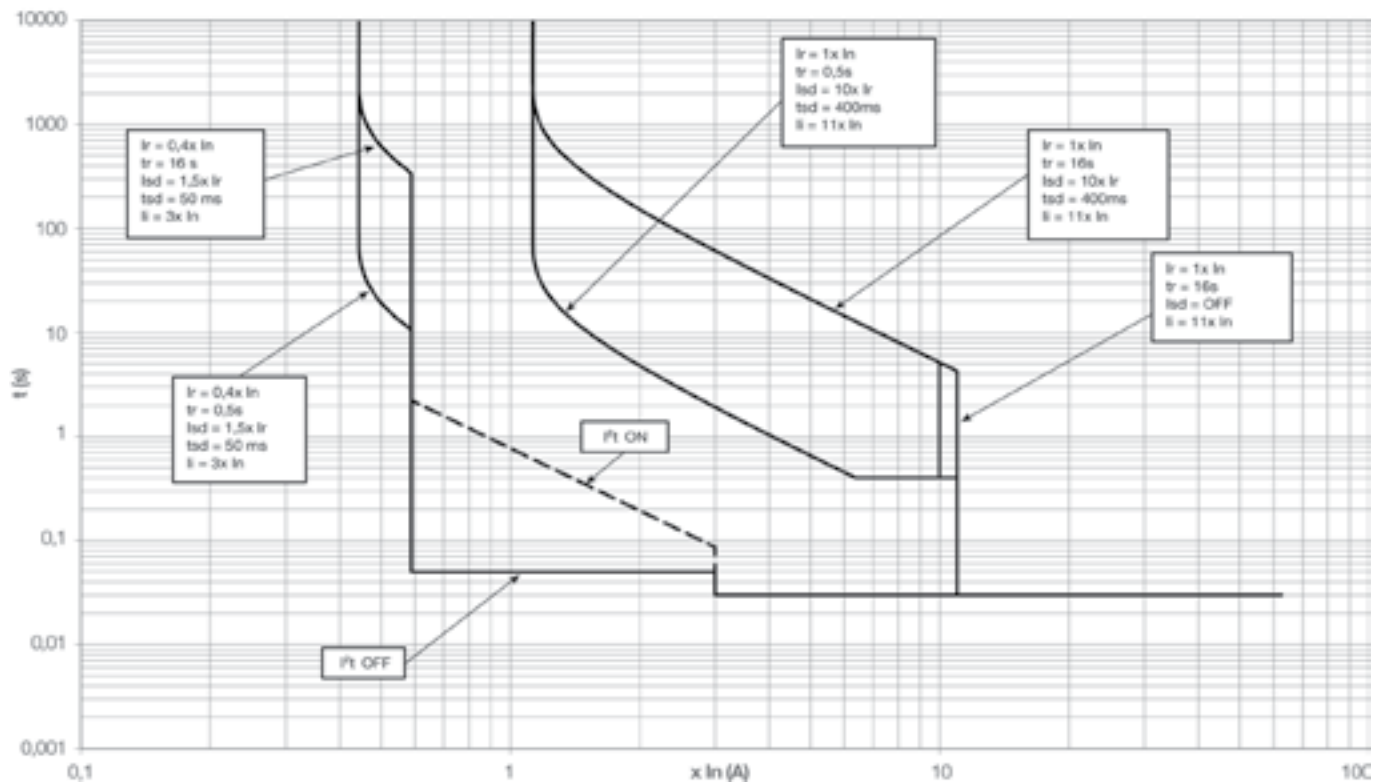 10000
1000
100
10
1
0,1
0,01
0,001
t (s)
0,1
1
x In (A)
10
100
Ir = 0,4x In
tr = 16 s
Isd = 1,5x Ir
tsd = 50 ms
Ii = 3x In
Ir = 0,4x In
tr = 0,5s
Isd = 1,5x Ir
tsd = 50 ms
Ii = 3x In
Ir = 1x In
tr = 0,5s
Isd = 10x Ir
tsd = 400ms
Ii = 11x In
Ir = 1x In
tr = 16s
Isd = 10x Ir
tsd = 400ms
Ii = 11x In
Ir = 1x In
tr = 16s
Isd = OFF
Ii = 11x In
I²t ON
I²t OFF